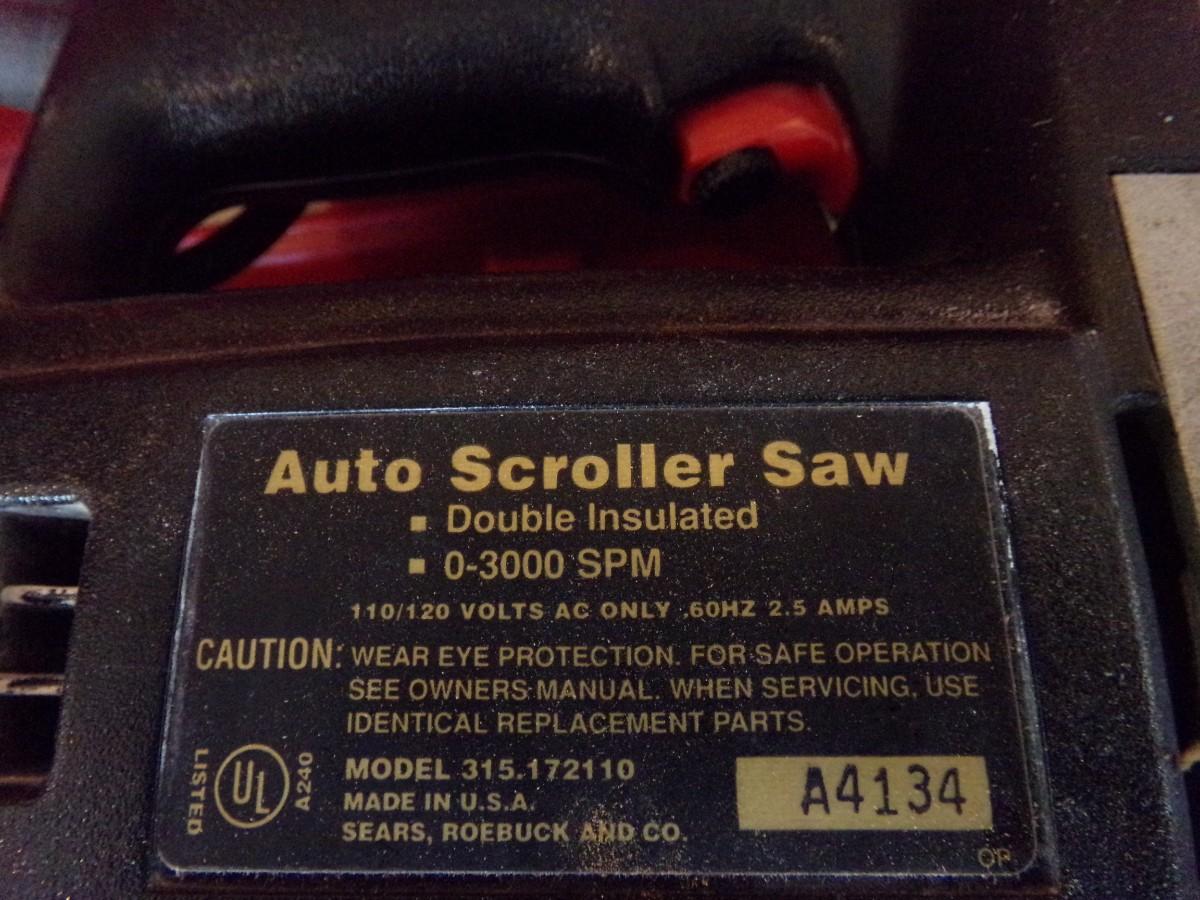 Auto Scroller Saw
▪ Double Insulated
▪ 0-3000 SPM
110/120 VOLTS AC ONLY .60HZ 2.5 AMPS
CAUTION: WEAR EYE PROTECTION. FOR SAFE OPERATION
SEE OWNERS MANUAL. WHEN SERVICING, USE
IDENTICAL REPLACEMENT PARTS.
LISTED
UL
A240
MODEL 315.172110
MADE IN U.S.A.
SEARS, ROEBUCK AND CO.
A4134